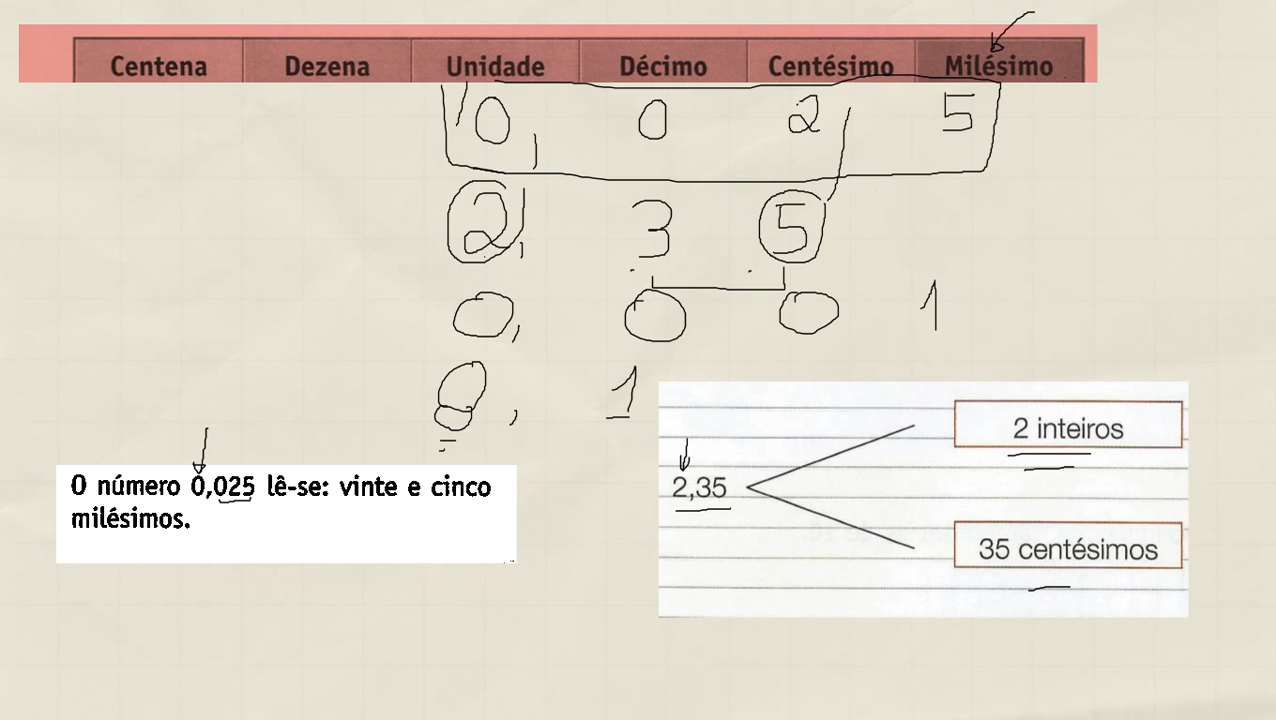 Centena Dezena Unidade Décimo Centésimo Milésimo
0, 0 2 5
2, 3 5
0, 0 0 1
0, 1
O número 0,025 lê-se: vinte e cinco
milésimos.
2 inteiros
2,35
35 centésimos